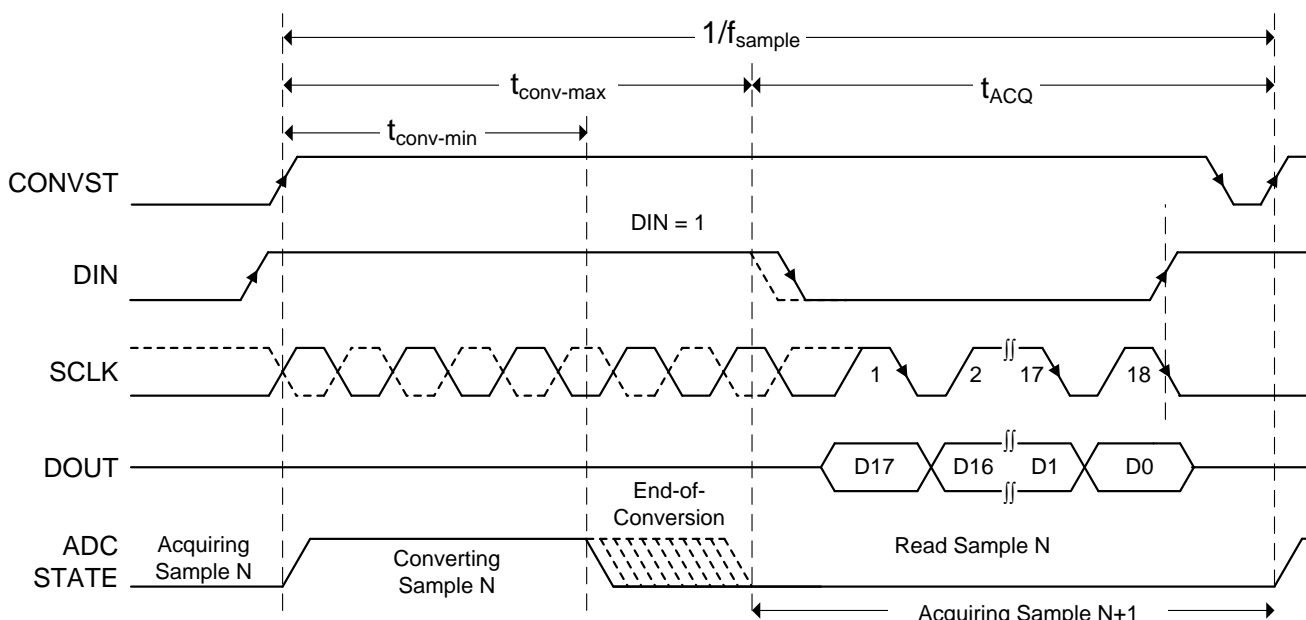 1/fsample
tconv-max
tACQ
tconv-min
CONVST
DIN = 1
DIN
SCLK
1
2
17
18
DOUT
D17
D16
D1
D0
End-of-
Conversion
ADC
STATE
Acquiring
Sample N
Converting
Sample N
Read Sample N
Acquiring Sample N+1